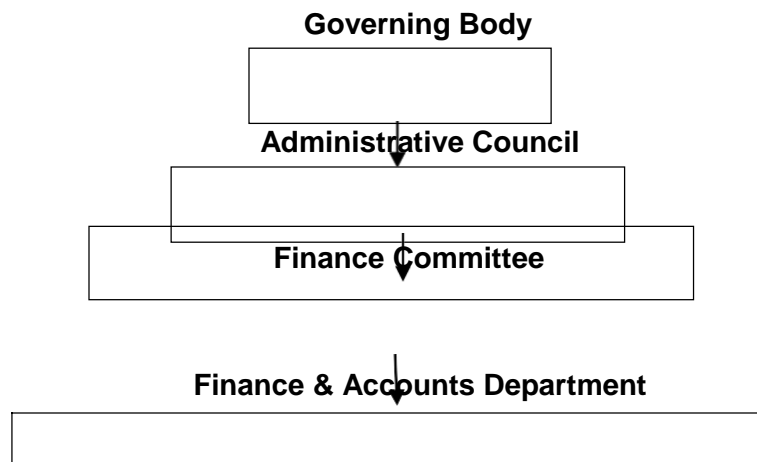 Governing Body
Administrative Council
Finance Committee
Finance & Accounts Department